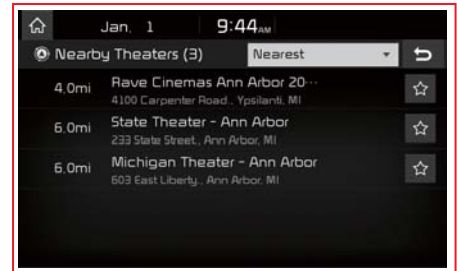 Jan. 1 9:44AM
Nearby Theaters (3) Nearest
4.0mi Rave Cinemas Ann Arbor 20···
4100 Carpenter Road., Ypsilanti, MI
6.0mi State Theater - Ann Arbor
233 State Street., Ann Arbor, MI
6.0mi Michigan Theater - Ann Arbor
603 East Liberty., Ann Arbor, MI